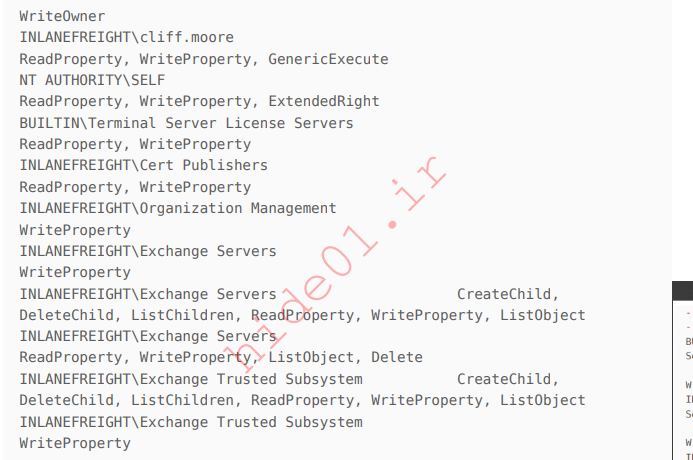 WriteOwner
INLANEFREIGHT\cliff.moore
ReadProperty, WriteProperty, GenericExecute
NT AUTHORITY\SELF
ReadProperty, WriteProperty, ExtendedRight
BUILTIN\Terminal Server License Servers
ReadProperty, WriteProperty
INLANEFREIGHT\Cert Publishers
ReadProperty, WriteProperty
INLANEFREIGHT\Organization Management
WriteProperty
INLANEFREIGHT\Exchange Servers
WriteProperty
INLANEFREIGHT\Exchange Servers CreateChild,
DeleteChild, ListChildren, ReadProperty, WriteProperty, ListObject
INLANEFREIGHT\Exchange Servers
ReadProperty, WriteProperty, ListObject, Delete
INLANEFREIGHT\Exchange Trusted Subsystem CreateChild,
DeleteChild, ListChildren, ReadProperty, WriteProperty, ListObject
INLANEFREIGHT\Exchange Trusted Subsystem
WriteProperty
hide01.ir